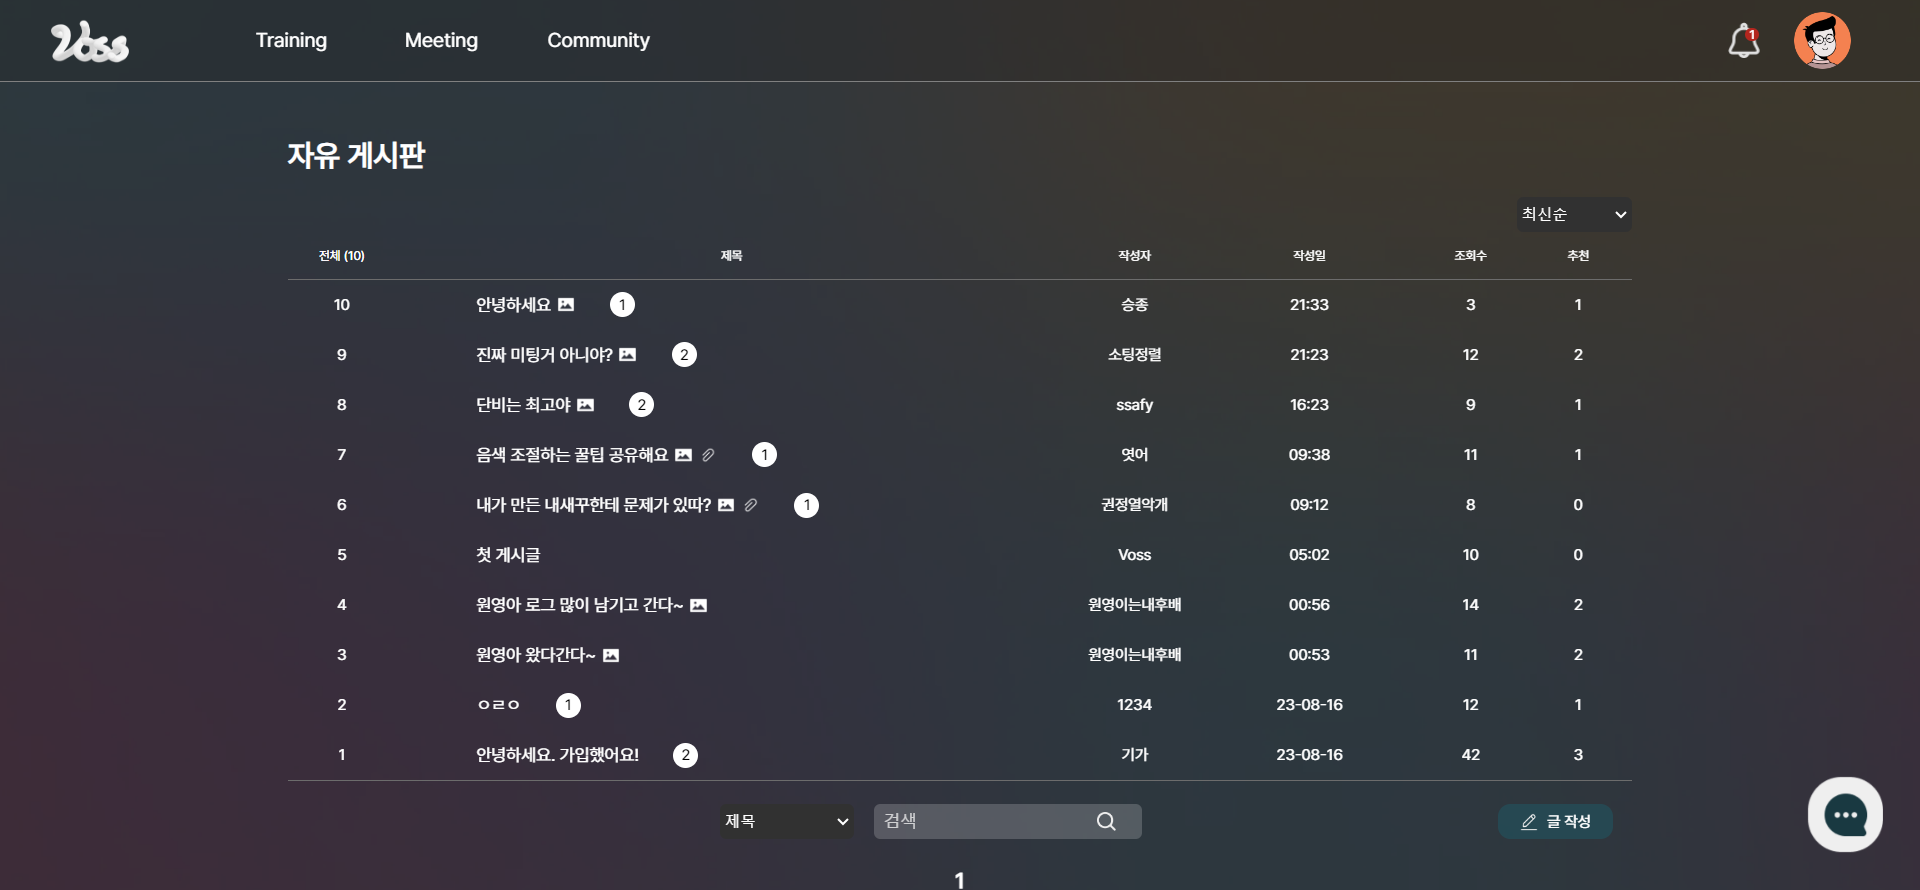 Voss Training Meeting Community 1
자유 게시판
최신순
전체 (10) 제목 작성자 작성일 조회수 추천
10 안녕하세요 1 승종 21:33 3 1
9 진짜 미팅거 아니야? 2 소팅정렬 21:23 12 2
8 단비는 최고야 2 ssafy 16:23 9 1
7 음색 조절하는 꿀팁 공유해요 1 엿어 09:38 11 1
6 내가 만든 내새꾸한테 문제가 있따? 1 권정열악개 09:12 8 0
5 첫 게시글 Voss 05:02 10 0
4 원영아 로그 많이 남기고 간다~ 원영이는내후배 00:56 14 2
3 원영아 왔다간다~ 원영이는내후배 00:53 11 2
2 ㅇㄹㅇ 1 1234 23-08-16 12 1
1 안녕하세요. 가입했어요! 2 기가 23-08-16 42 3
제목 검색 글 작성
1